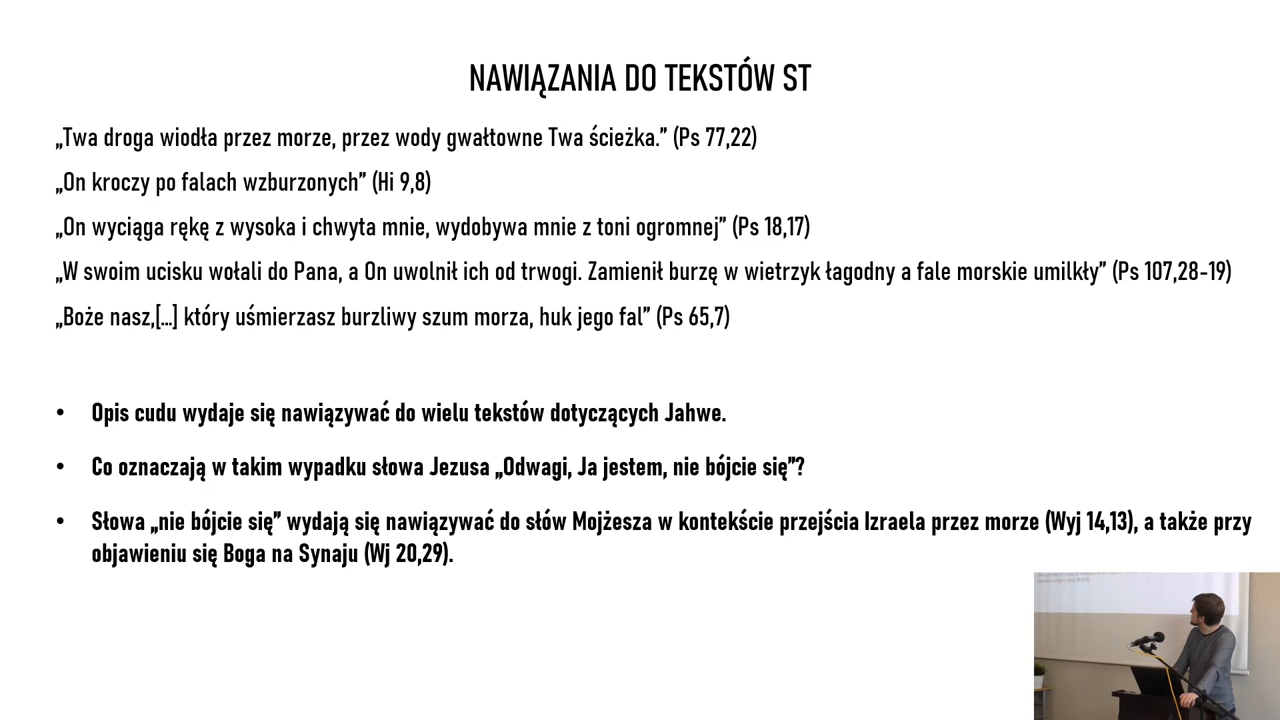 NAWIĄZANIA DO TEKSTÓW ST
„Twa droga wiodła przez morze, przez wody gwałtowne Twa ścieżka.” (Ps 77,22)
„On kroczy po falach wzburzonych” (Hi 9,8)
„On wyciąga rękę z wysoka i chwyta mnie, wydobywa mnie z toni ogromnej” (Ps 18,17)
„W swoim ucisku wołali do Pana, a On uwolnił ich od trwogi. Zamienił burzę w wietrzyk łagodny a fale morskie umilkły” (Ps 107,28-19)
„Boże nasz,[...] który uśmierzasz burzliwy szum morza, huk jego fal” (Ps 65,7)
• Opis cudu wydaje się nawiązywać do wielu tekstów dotyczących Jahwe.
• Co oznaczają w takim wypadku słowa Jezusa „Odwagi, Ja jestem, nie bójcie się”?
• Słowa „nie bójcie się” wydają się nawiązywać do słów Mojżesza w kontekście przejścia Izraela przez morze (Wyj 14,13), a także przy
objawieniu się Boga na Synaju (Wj 20,29).